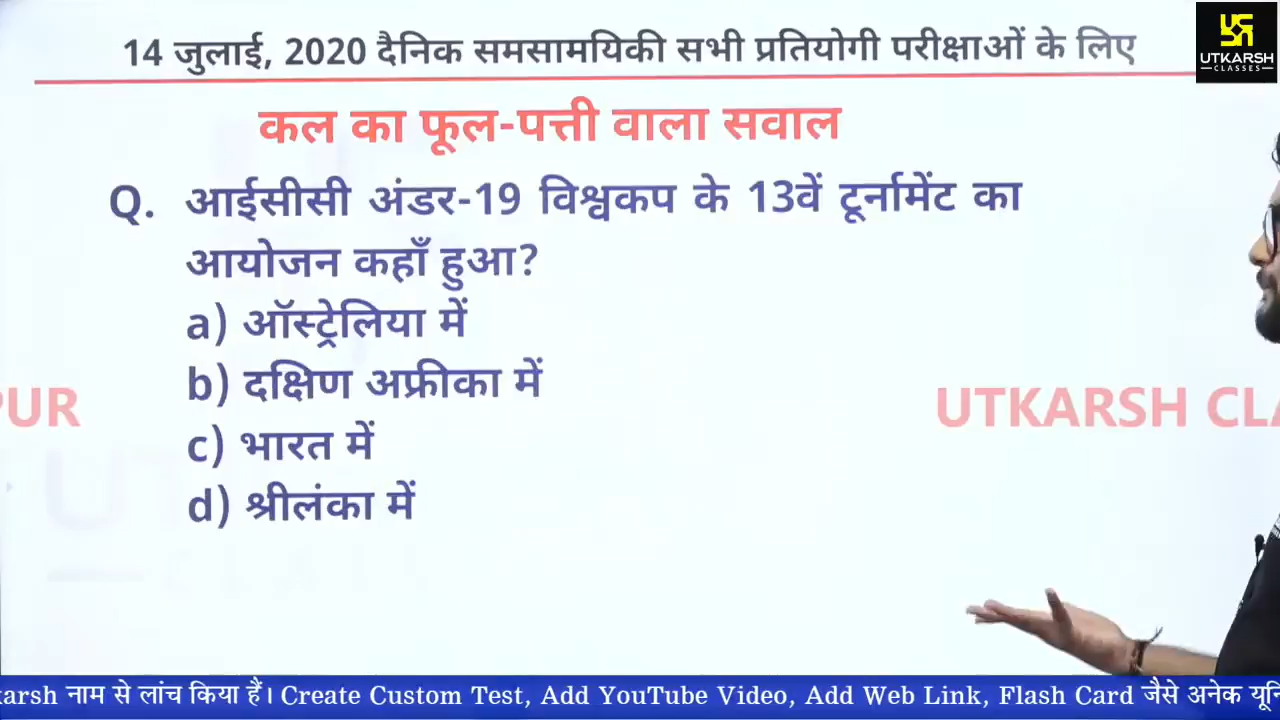 14 जुलाई, 2020 दैनिक समसामयिकी सभी प्रतियोगी परीक्षाओं के लिए
UTKARSH
CLASSES
कल का फूल-पत्ती वाला सवाल
Q. आईसीसी अंडर-19 विश्वकप के 13वें टूर्नामेंट का
आयोजन कहाँ हुआ?
a) ऑस्ट्रेलिया में
b) दक्षिण अफ्रीका में
c) भारत में
d) श्रीलंका में
PUR
UTKARSH CLA
karsh नाम से लांच किया हैं। Create Custom Test, Add YouTube Video, Add Web Link, Flash Card जैसे अनेक यूनि